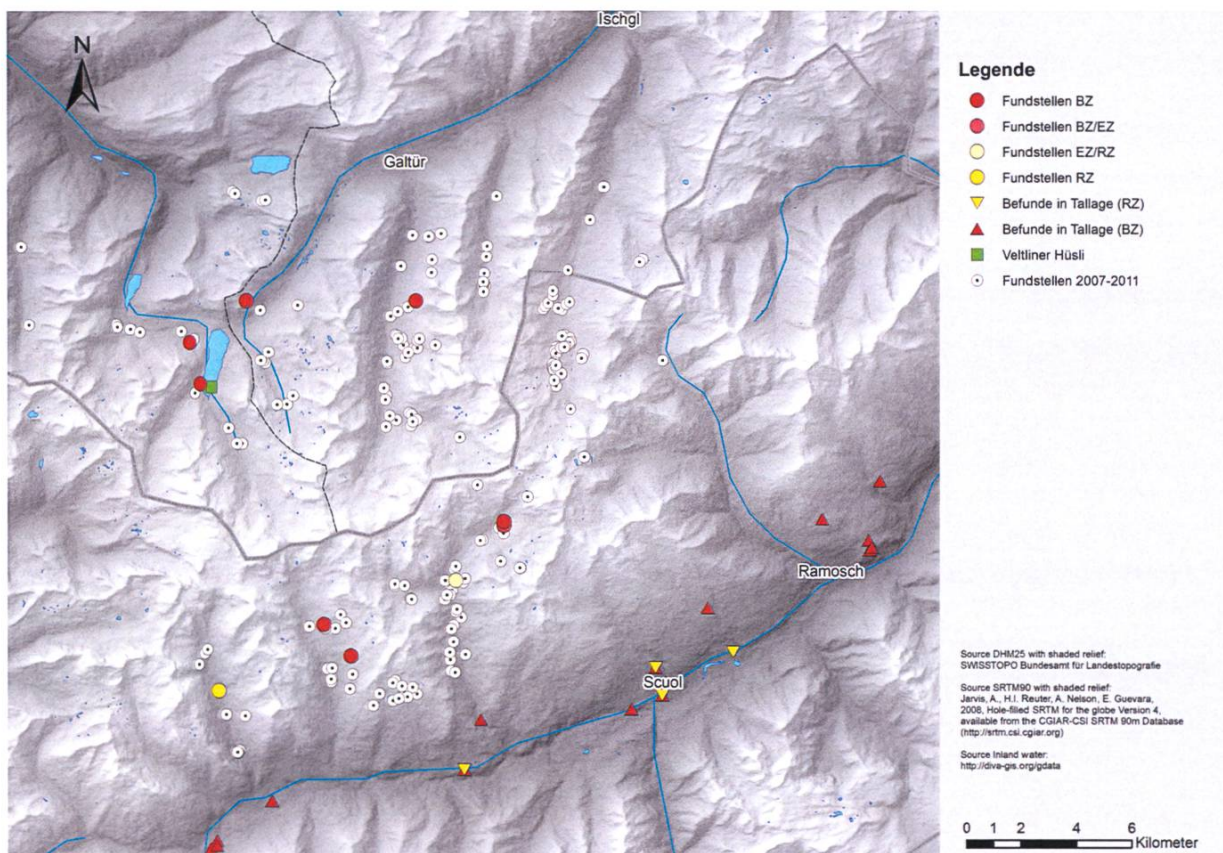 Ischgl
N
Galtür
Ramosch
Scuol
Legende
Fundstellen BZ
Fundstellen BZ/EZ
Fundstellen EZ/RZ
Fundstellen RZ
Befunde in Tallage (RZ)
Befunde in Tallage (BZ)
Veltliner Hüsli
Fundstellen 2007-2011
Source DHM25 with shaded relief:
SWISSTOPO Bundesamt für Landestopografie
Source SRTM90 with shaded relief:
Jarvis, A., H.I. Reuter, A. Nelson, E. Guevara,
2008, Hole-filled SRTM for the globe Version 4,
available from the CGIAR-CSI SRTM 90m Database
(http://srtm.csi.cgiar.org)
Source Inland water:
http://diva-gis.org/gdata
0 1 2 4 6
Kilometer